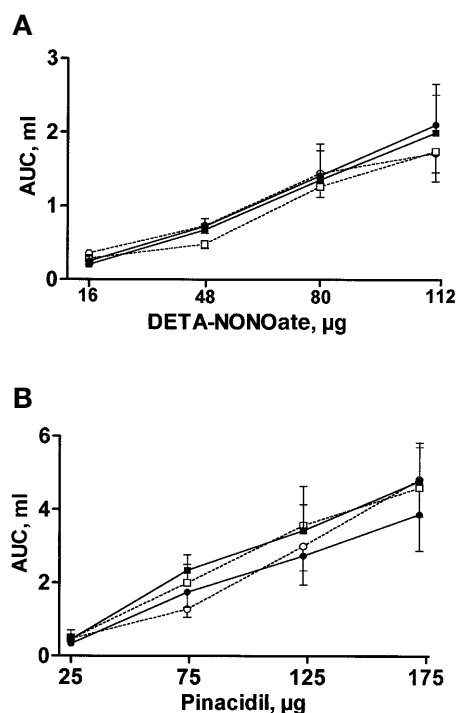 A
3
2
1
0
AUC, ml
16 48 80 112
DETA-NONOate, µg
B
6
4
2
0
AUC, ml
25 75 125 175
Pinacidil, µg